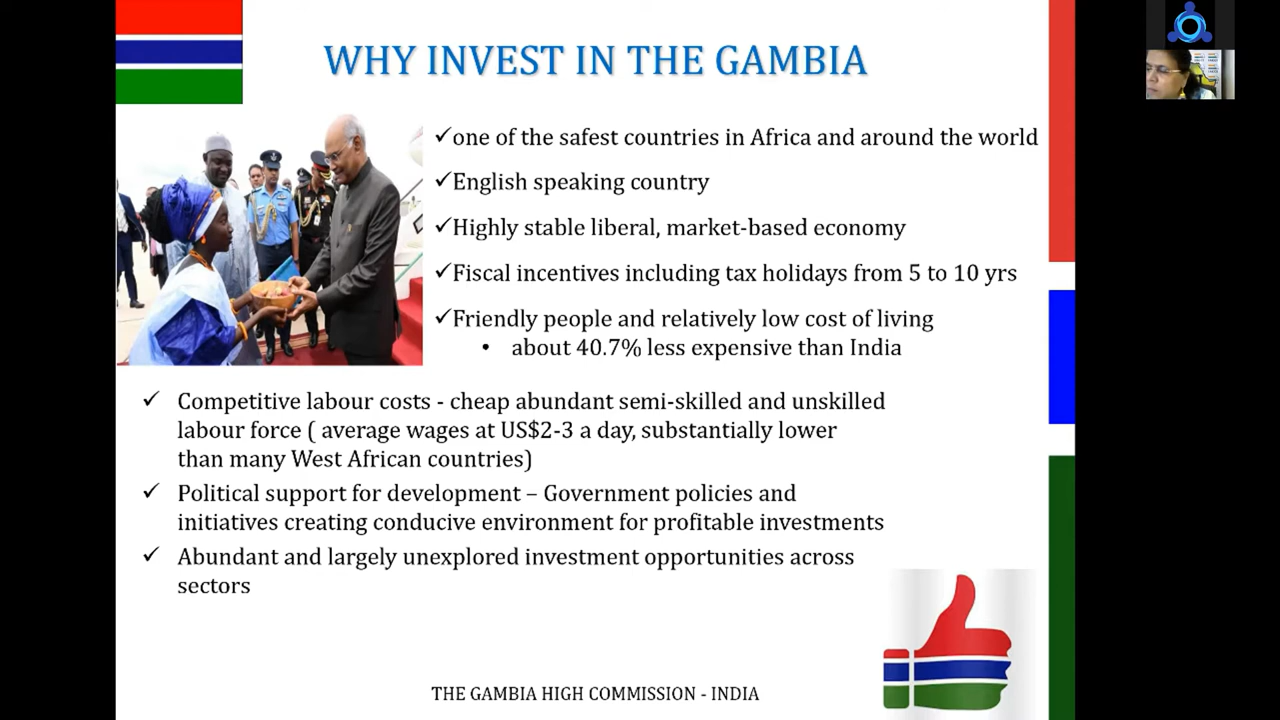 WHY INVEST IN THE GAMBIA
✓one of the safest countries in Africa and around the world
✓English speaking country
✓Highly stable liberal, market-based economy
✓Fiscal incentives including tax holidays from 5 to 10 yrs
✓Friendly people and relatively low cost of living
• about 40.7% less expensive than India
✓ Competitive labour costs - cheap abundant semi-skilled and unskilled
labour force ( average wages at US$2-3 a day, substantially lower
than many West African countries)
✓ Political support for development – Government policies and
initiatives creating conducive environment for profitable investments
✓ Abundant and largely unexplored investment opportunities across
sectors
THE GAMBIA HIGH COMMISSION - INDIA